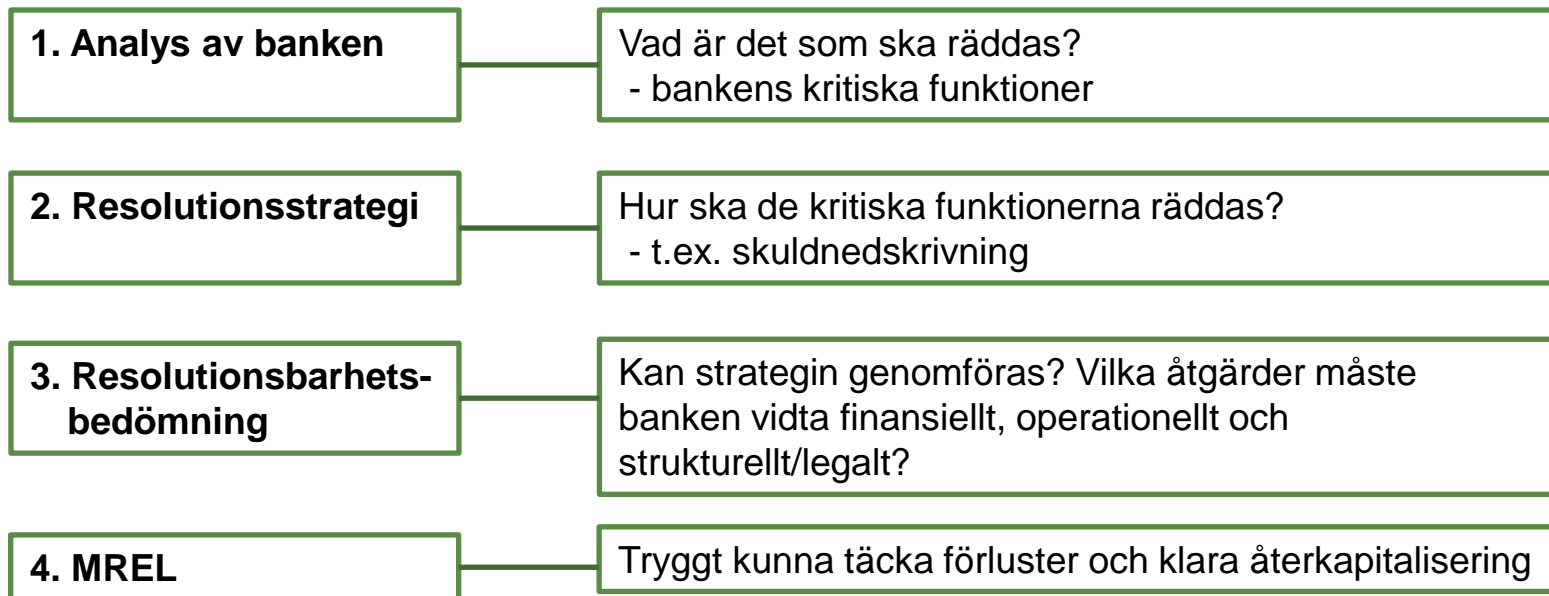 1. Analys av banken
Vad är det som ska räddas?
- bankens kritiska funktioner
2. Resolutionsstrategi
Hur ska de kritiska funktionerna räddas?
- t.ex. skuldnedskrivning
3. Resolutionsbarhets-
bedömning
Kan strategin genomföras? Vilka åtgärder måste
banken vidta finansiellt, operationellt och
strukturellt/legalt?
4. MREL
Tryggt kunna täcka förluster och klara återkapitalisering